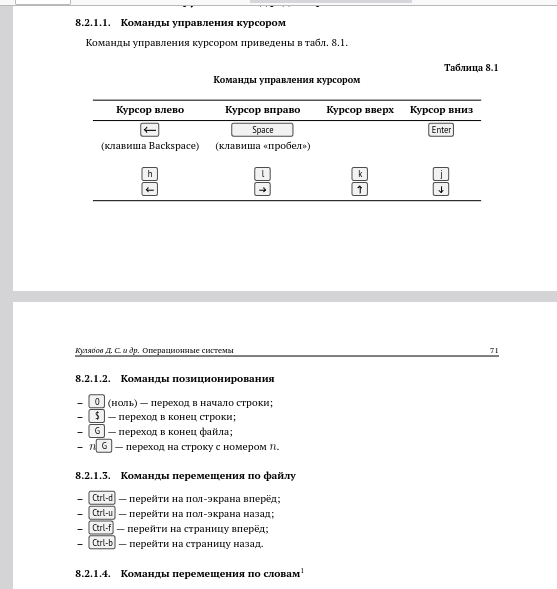 8.2.1.1. Команды управления курсором
Команды управления курсором приведены в табл. 8.1.
Таблица 8.1
Команды управления курсором
Курсор влево Курсор вправо Курсор вверх Курсор вниз
← Space Enter
(клавиша Backspace) (клавиша «пробел»)
h l k j
← → ↑ ↓
Кулябов Д. С. и др. Операционные системы 71
8.2.1.2. Команды позиционирования
– 0 (ноль) — переход в начало строки;
– $ — переход в конец строки;
– G — переход в конец файла;
– n G — переход на строку с номером n.
8.2.1.3. Команды перемещения по файлу
– Ctrl-d — перейти на пол-экрана вперёд;
– Ctrl-u — перейти на пол-экрана назад;
– Ctrl-f — перейти на страницу вперёд;
– Ctrl-b — перейти на страницу назад.
8.2.1.4. Команды перемещения по словам¹